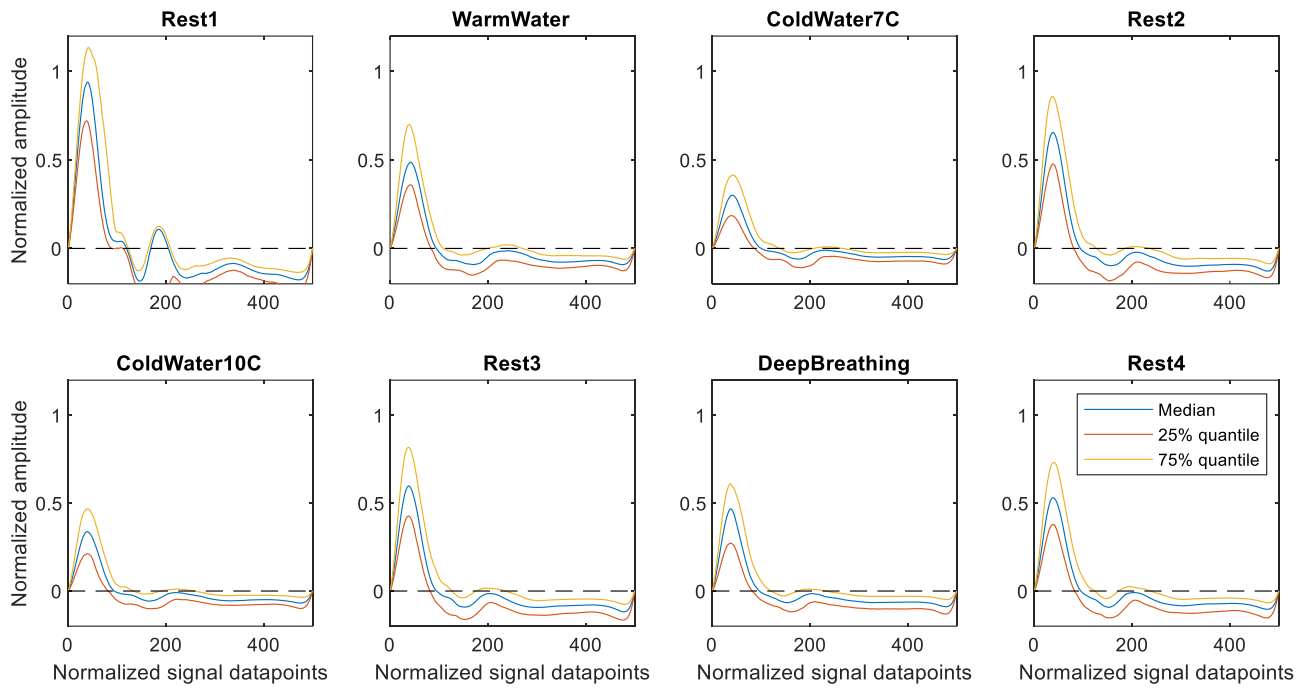 Rest1 WarmWater ColdWater7C Rest2
Normalized amplitude
1 1 1 1
0.5 0.5 0.5 0.5
0 0 0 0
0 200 400 0 200 400 0 200 400 0 200 400
ColdWater10C Rest3 DeepBreathing Rest4
Normalized amplitude
1 1 1 1
Median
25% quantile
75% quantile
0.5 0.5 0.5 0.5
0 0 0 0
0 200 400 0 200 400 0 200 400 0 200 400
Normalized signal datapoints Normalized signal datapoints Normalized signal datapoints Normalized signal datapoints